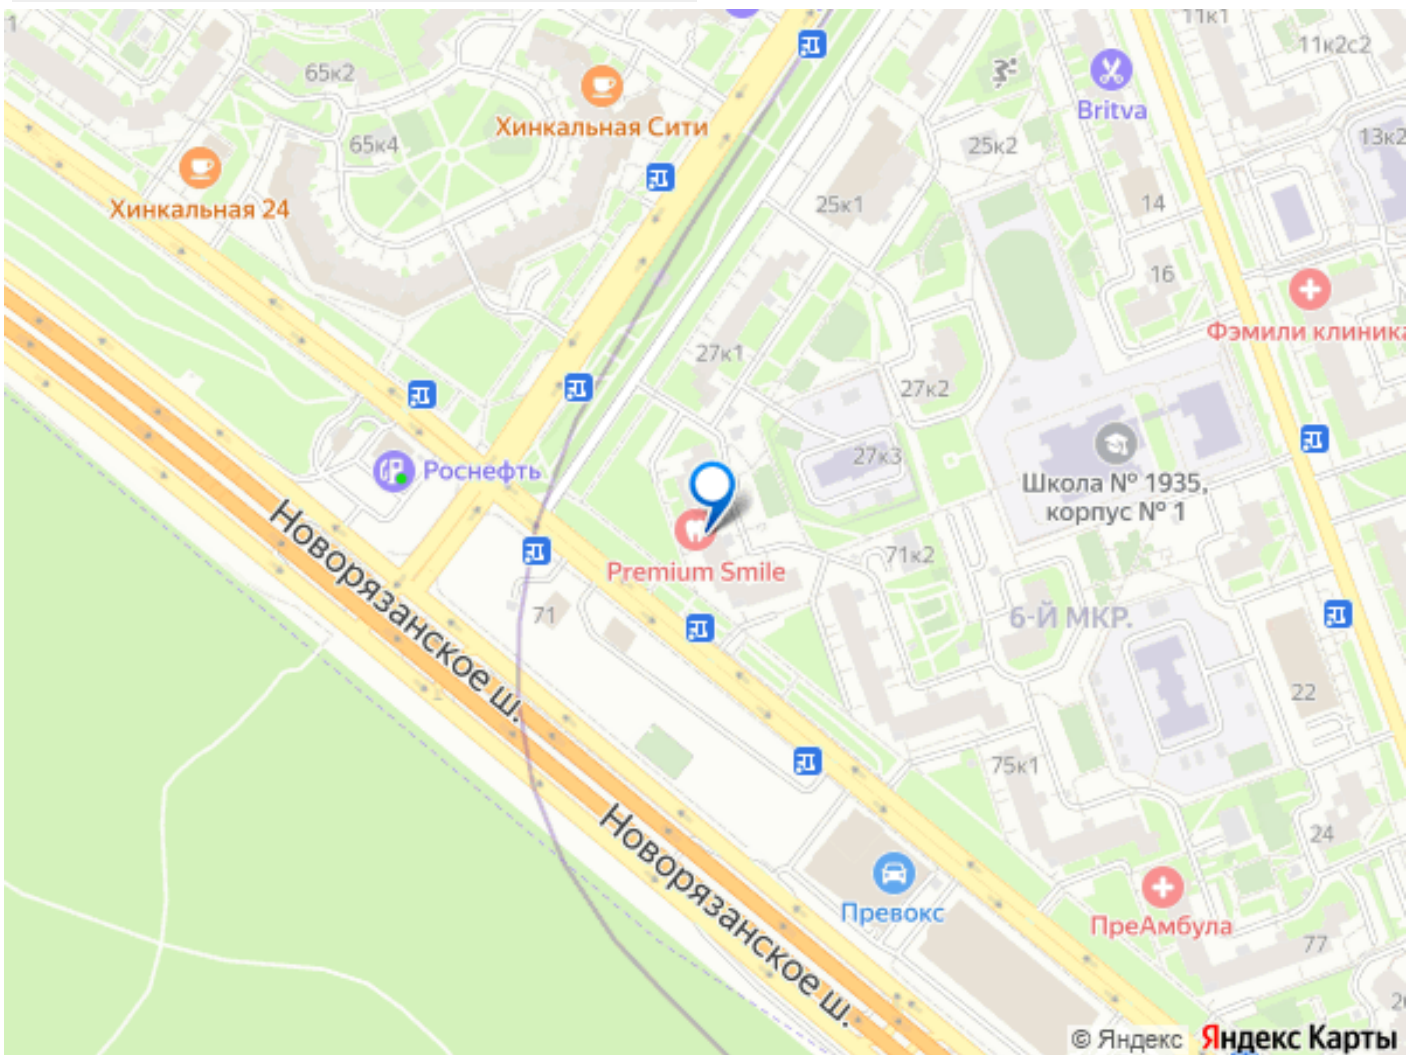 11к1
1
11к2с2
65к2
Britva
Хинкальная Сити
65к4
25к2
13к2
Хинкальная 24
25к1
14
16
Фэмили клиника
27к1
27к2
Роснефть
27к3
Школа № 1935,
корпус № 1
Premium Smile
71к2
71
6-Й МКР.
Новорязанское ш.
22
75к1
24
Новорязанское ш.
Превокс
ПреАмбула
77
© Яндекс Яндекс Карты